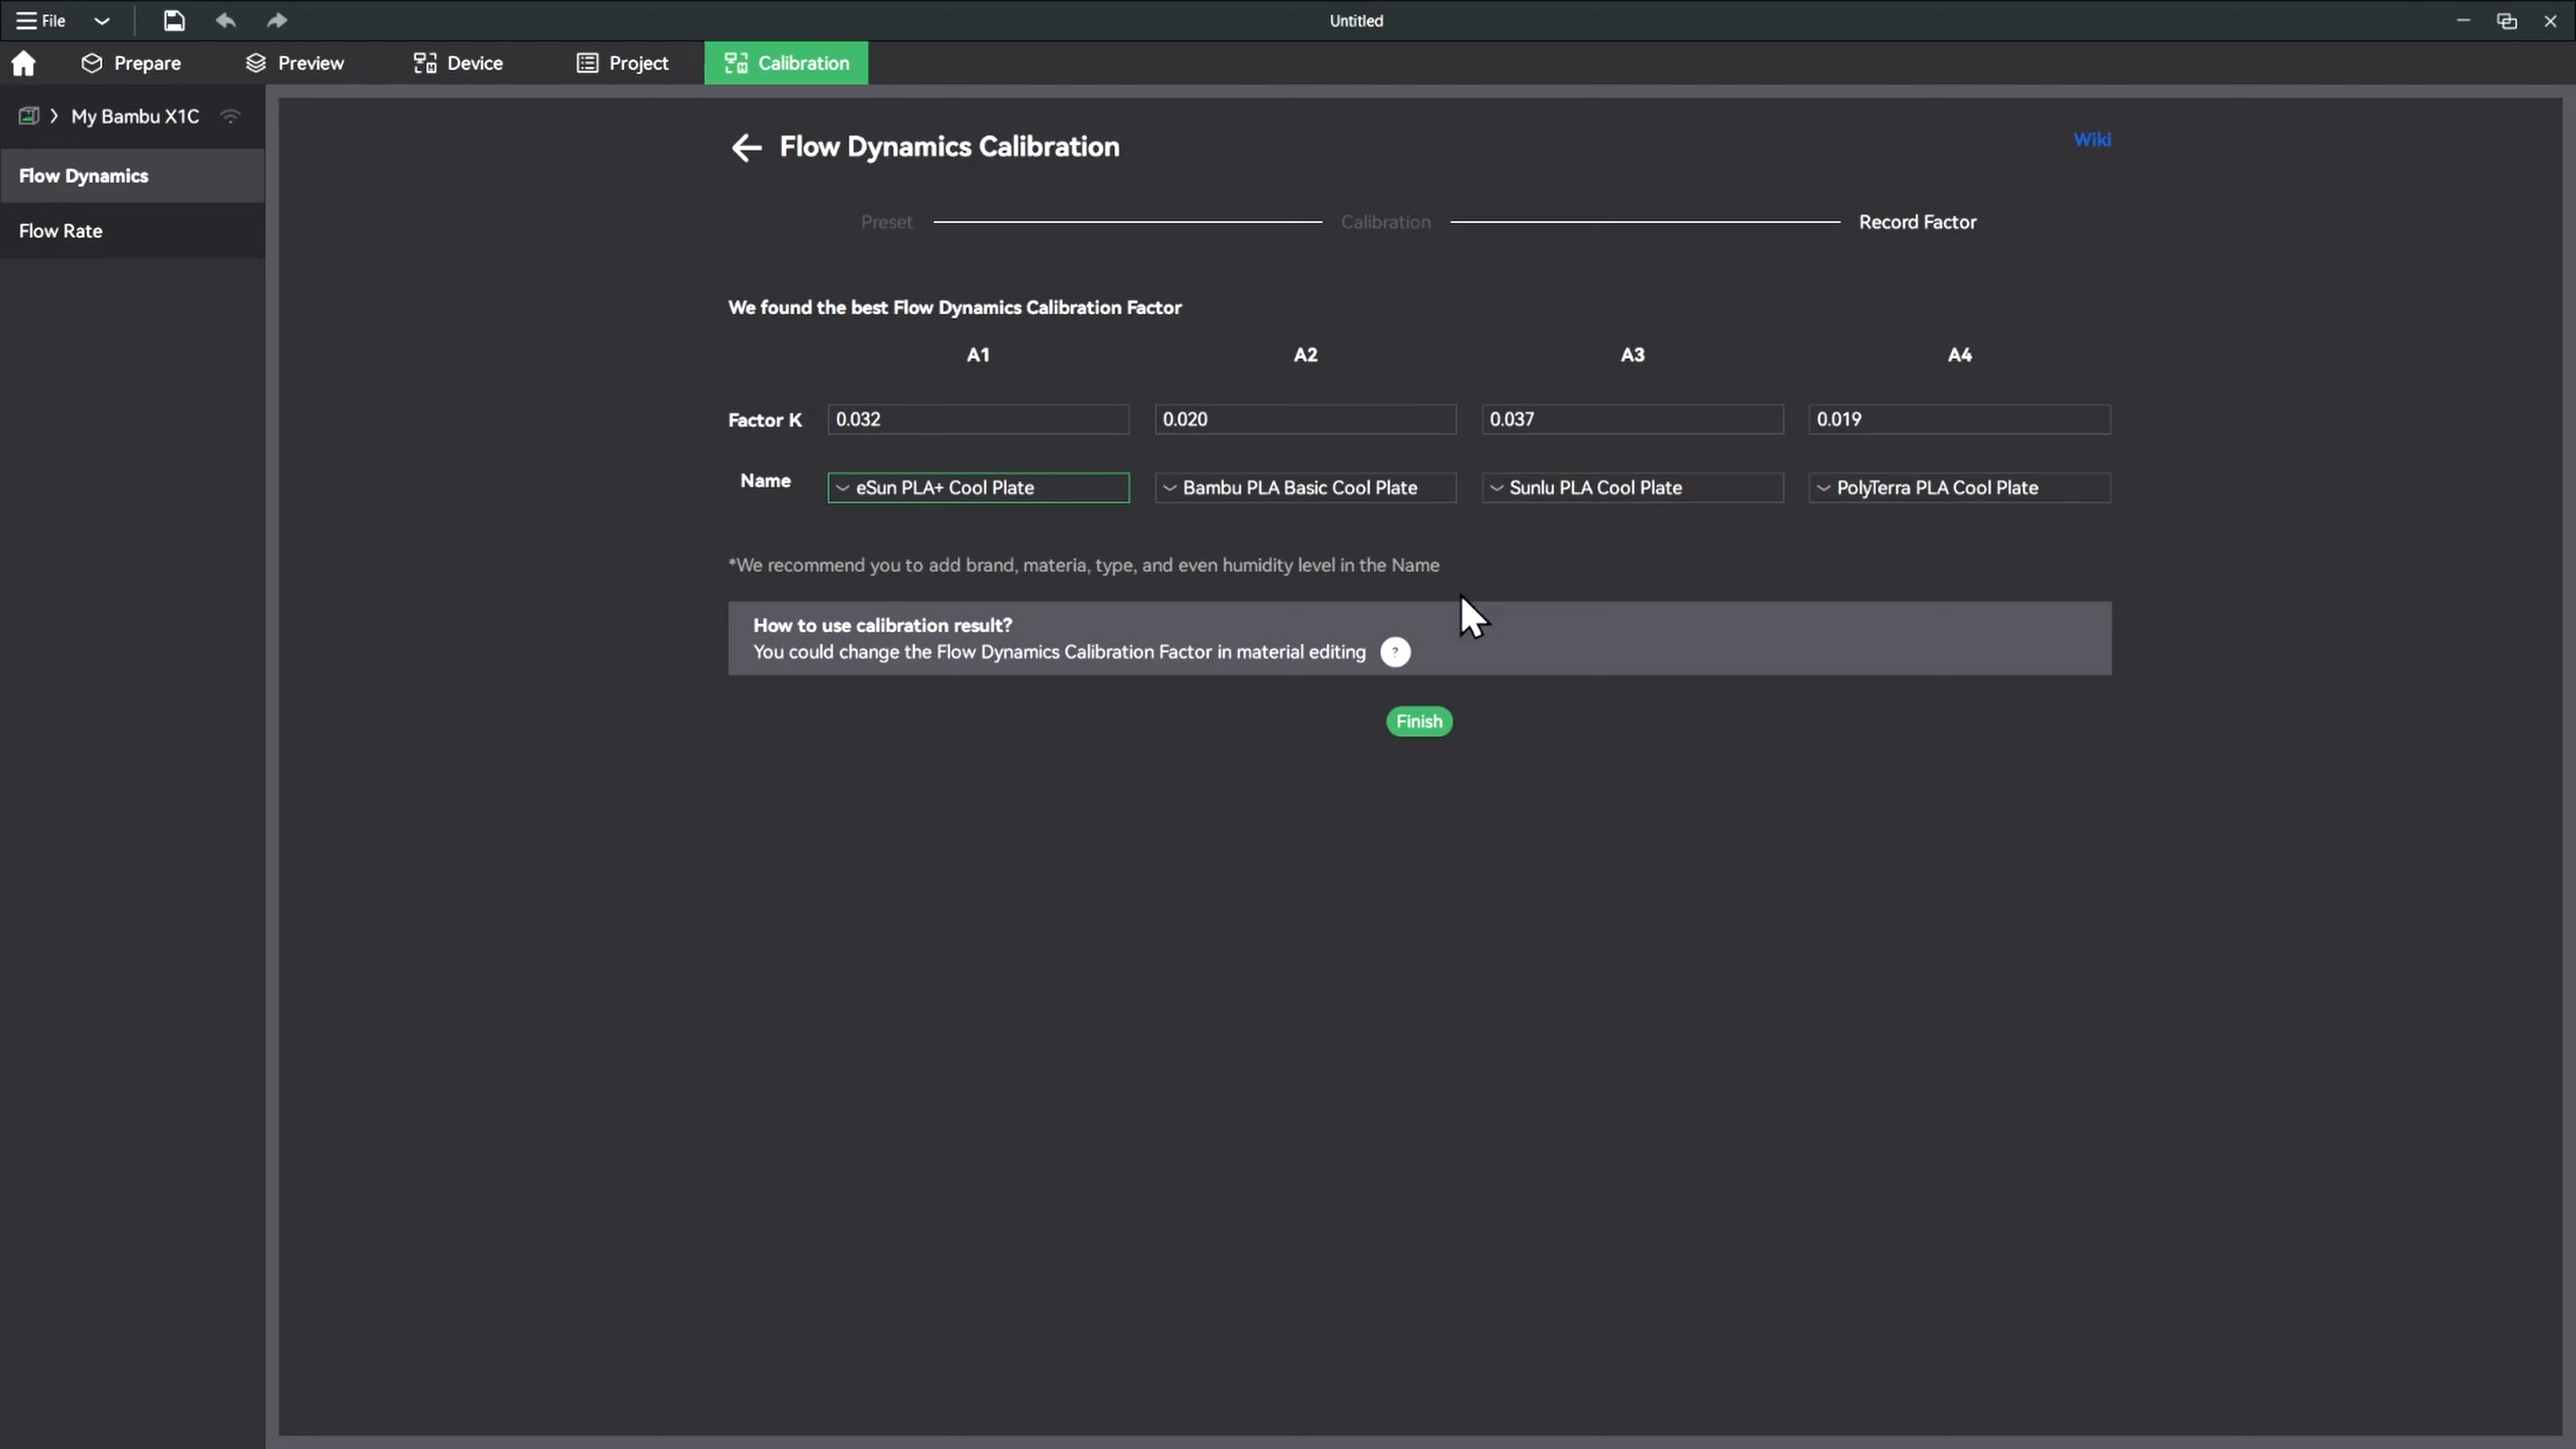 File
Untitled
Prepare
Preview
Device
Project
Calibration
My Bambu X1C
Flow Dynamics
Flow Rate
Flow Dynamics Calibration
Wiki
Preset
Calibration
Record Factor
We found the best Flow Dynamics Calibration Factor
A1 A2 A3 A4
Factor K 0.032 0.020 0.037 0.019
Name eSun PLA+ Cool Plate Bambu PLA Basic Cool Plate Sunlu PLA Cool Plate PolyTerra PLA Cool Plate
*We recommend you to add brand, materia, type, and even humidity level in the Name
How to use calibration result?
You could change the Flow Dynamics Calibration Factor in material editing ?
Finish